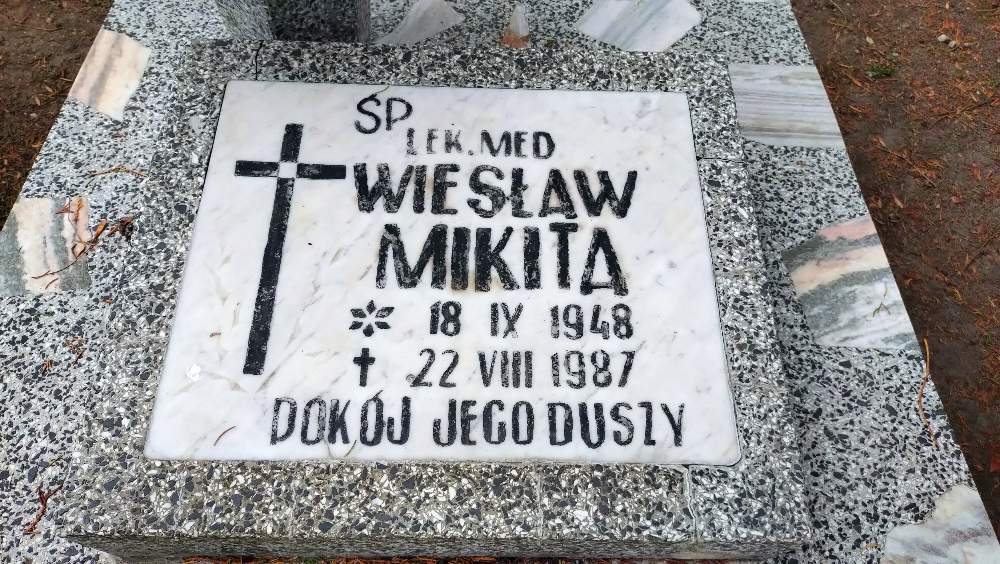 ŚP
LEK. MED
WIESŁAW
MIKITA
18 IX 1948
22 VIII 1987
POKÓJ JEGO DUSZY